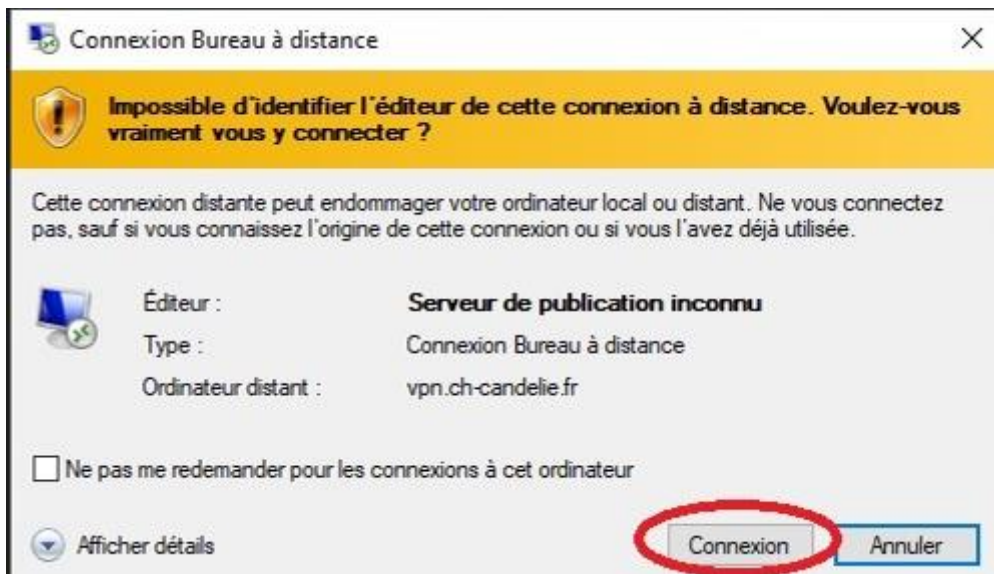 Connexion Bureau à distance
Impossible d'identifier l'éditeur de cette connexion à distance. Voulez-vous
vraiment vous y connecter ?
Cette connexion distante peut endommager votre ordinateur local ou distant. Ne vous connectez
pas, sauf si vous connaissez l'origine de cette connexion ou si vous l'avez déjà utilisée.
Éditeur : Serveur de publication inconnu
Type : Connexion Bureau à distance
Ordinateur distant : vpn.ch-candelie.fr
Ne pas me redemander pour les connexions à cet ordinateur
Afficher détails Connexion Annuler